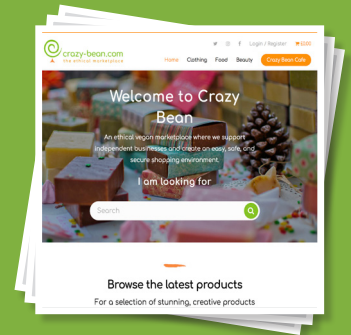 Login / Register £0.00
crazy-bean.com
the ethical marketplace
Home Clothing Food Beauty Crazy Bean Cafe
Welcome to Crazy
Bean
An ethical vegan marketplace where we support
independent businesses and create an easy, safe, and
secure shopping environment.
I am looking for
Search
Browse the latest products
For a selection of stunning, creative products